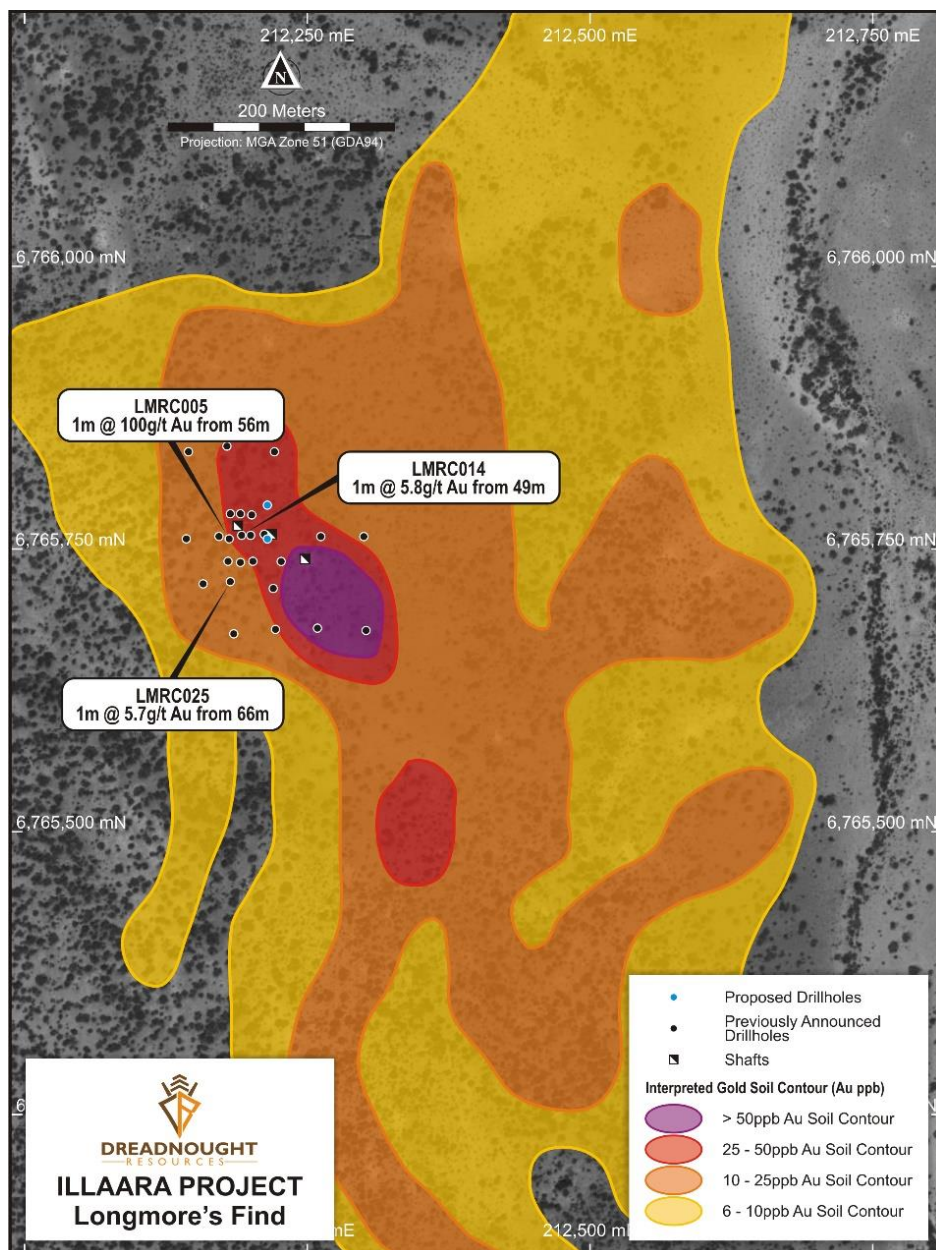 212,250 mE
212,500 mE
212,750 mE
N
200 Meters
Projection: MGA Zone 51 (GDA94)
6,766,000 mN
6,766,000 mN
LMRC005
1m @ 100g/t Au from 56m
LMRC014
1m @ 5.8g/t Au from 49m
6,765,750 mN
6,765,750 mN
LMRC025
1m @ 5.7g/t Au from 66m
6,765,500 mN
6,765,500 mN
Proposed Drillholes
Previously Announced
Drillholes
Shafts
Interpreted Gold Soil Contour (Au ppb)
> 50ppb Au Soil Contour
25 - 50ppb Au Soil Contour
10 - 25ppb Au Soil Contour
6 - 10ppb Au Soil Contour
DREADNOUGHT
RESOURCES
ILLAARA PROJECT
Longmore's Find
mE
212,500 mE